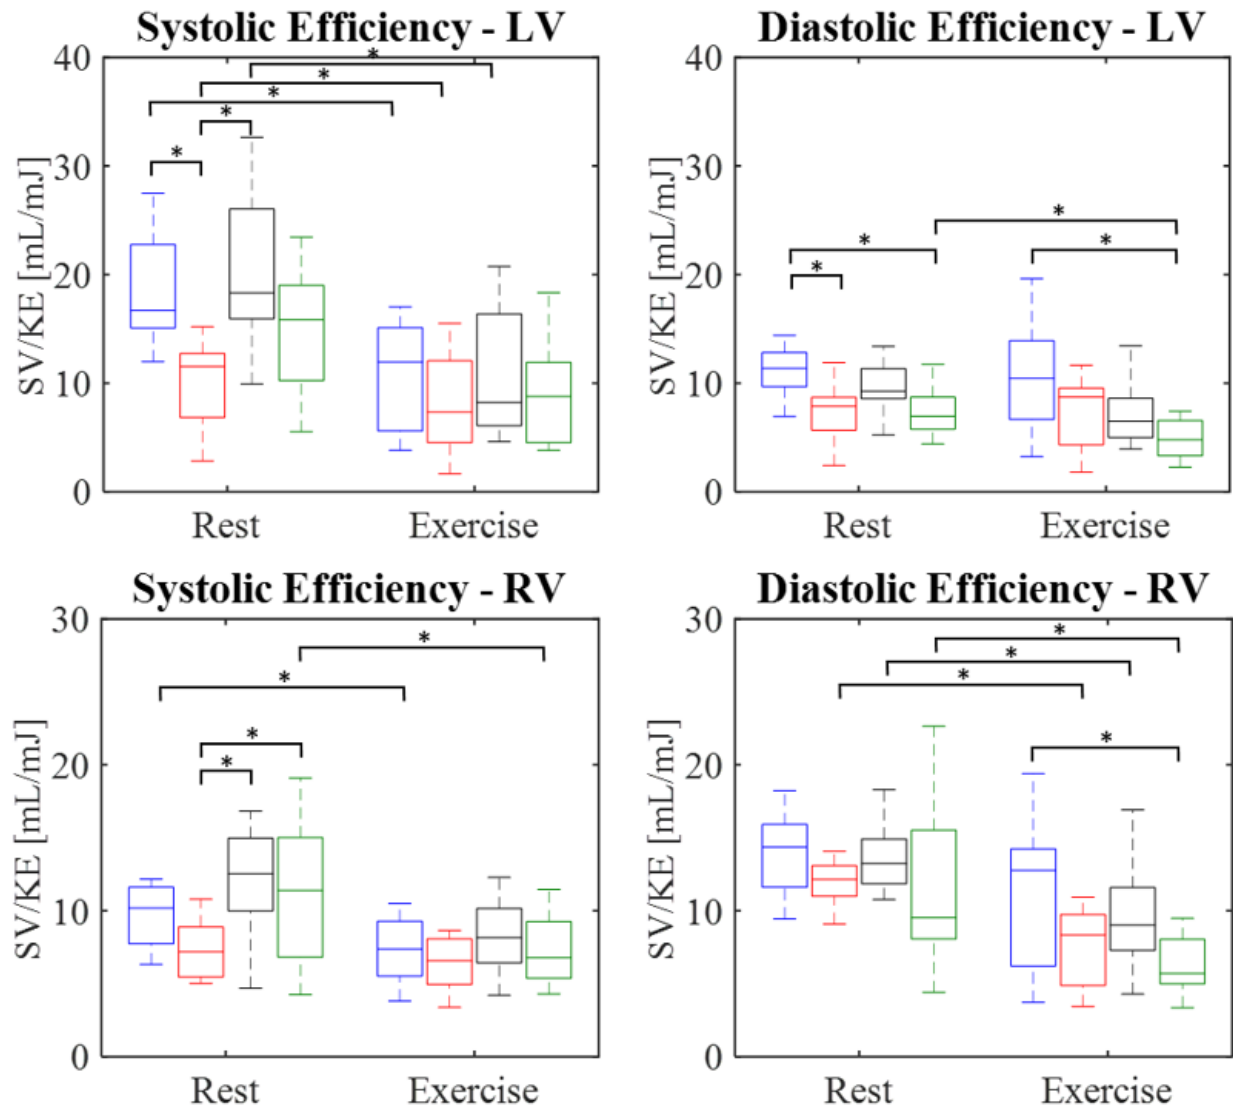 Systolic Efficiency - LV
SV/KE [mL/mJ]
40
30
20
10
0
* * * * *
Rest Exercise
Diastolic Efficiency - LV
SV/KE [mL/mJ]
40
30
20
10
0
* * * *
Rest Exercise
Systolic Efficiency - RV
SV/KE [mL/mJ]
30
20
10
0
* * * *
Rest Exercise
Diastolic Efficiency - RV
SV/KE [mL/mJ]
30
20
10
0
* * * *
Rest Exercise